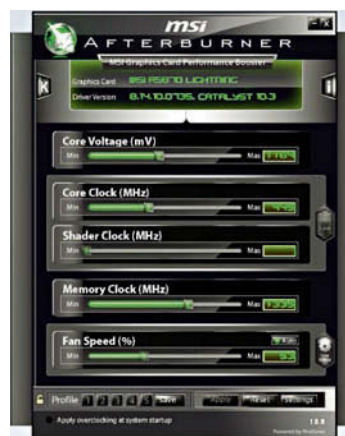 msi
AFTERBURNER
MSI Graphics Card Performance Booster
Graphics Card MSI R5870 LIGHTNING
Driver Version 8.14.10.0735, CATALYST 10.3
Core Voltage (mV)
Min Max
Core Clock (MHz)
Min Max
Shader Clock (MHz)
Min Max
Memory Clock (MHz)
Min Max
Fan Speed (%)
Auto
Min Max
Profile 1 2 3 4 5 Save Apply Reset Settings
Apply overclocking at system startup
Powered by RivaTuner